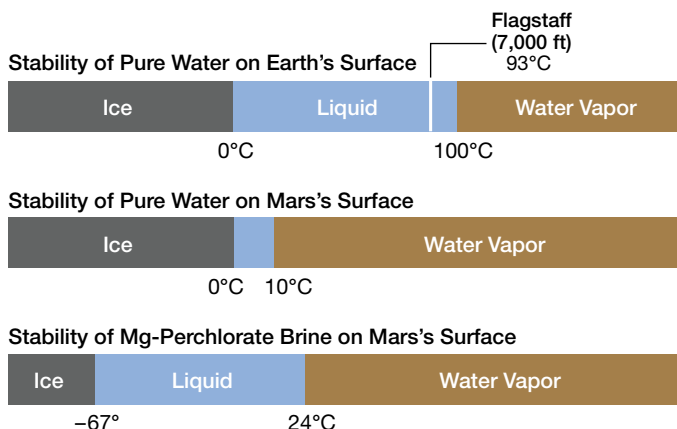 Flagstaff
(7,000 ft)
93°C
Stability of Pure Water on Earth's Surface
Ice Liquid Water Vapor
0°C 100°C
Stability of Pure Water on Mars's Surface
Ice Water Vapor
0°C 10°C
Stability of Mg-Perchlorate Brine on Mars's Surface
Ice Liquid Water Vapor
–67° 24°C